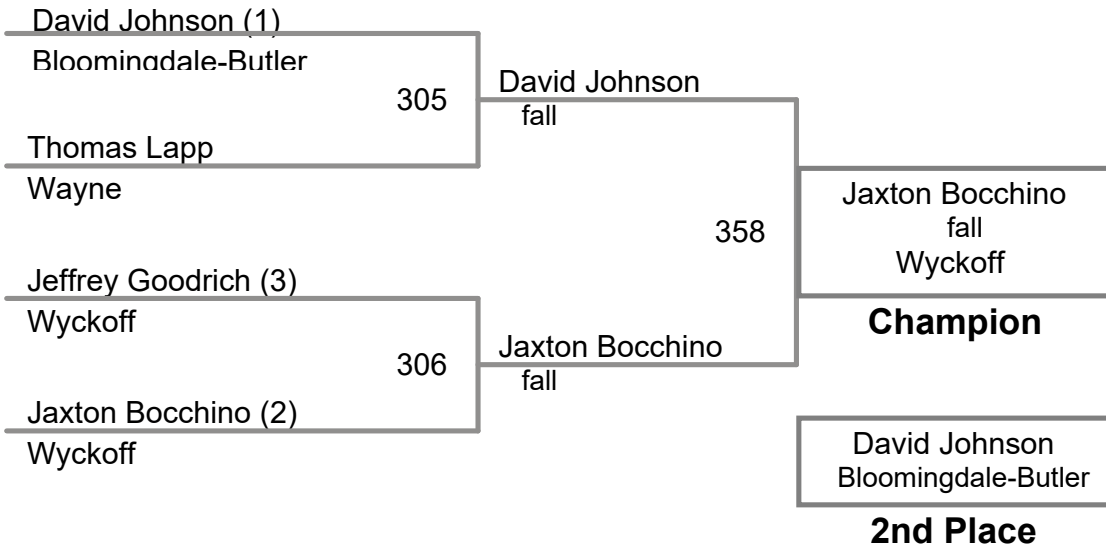 David Johnson (1)
Bloomingdale-Butler
305
Thomas Lapp
Wayne
David Johnson
fall
Jeffrey Goodrich (3)
Wyckoff
306
Jaxton Bocchino (2)
Wyckoff
Jaxton Bocchino
fall
358
Jaxton Bocchino
fall
Wyckoff
Champion
David Johnson
Bloomingdale-Butler
2nd Place